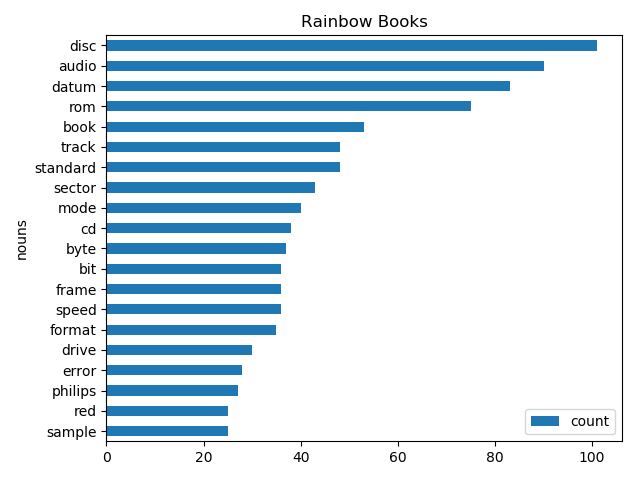 Rainbow Books
disc
audio
datum
rom
book
track
standard
sector
mode
cd
byte
bit
frame
speed
format
drive
error
philips
red
sample
nouns
count
0 20 40 60 80 100